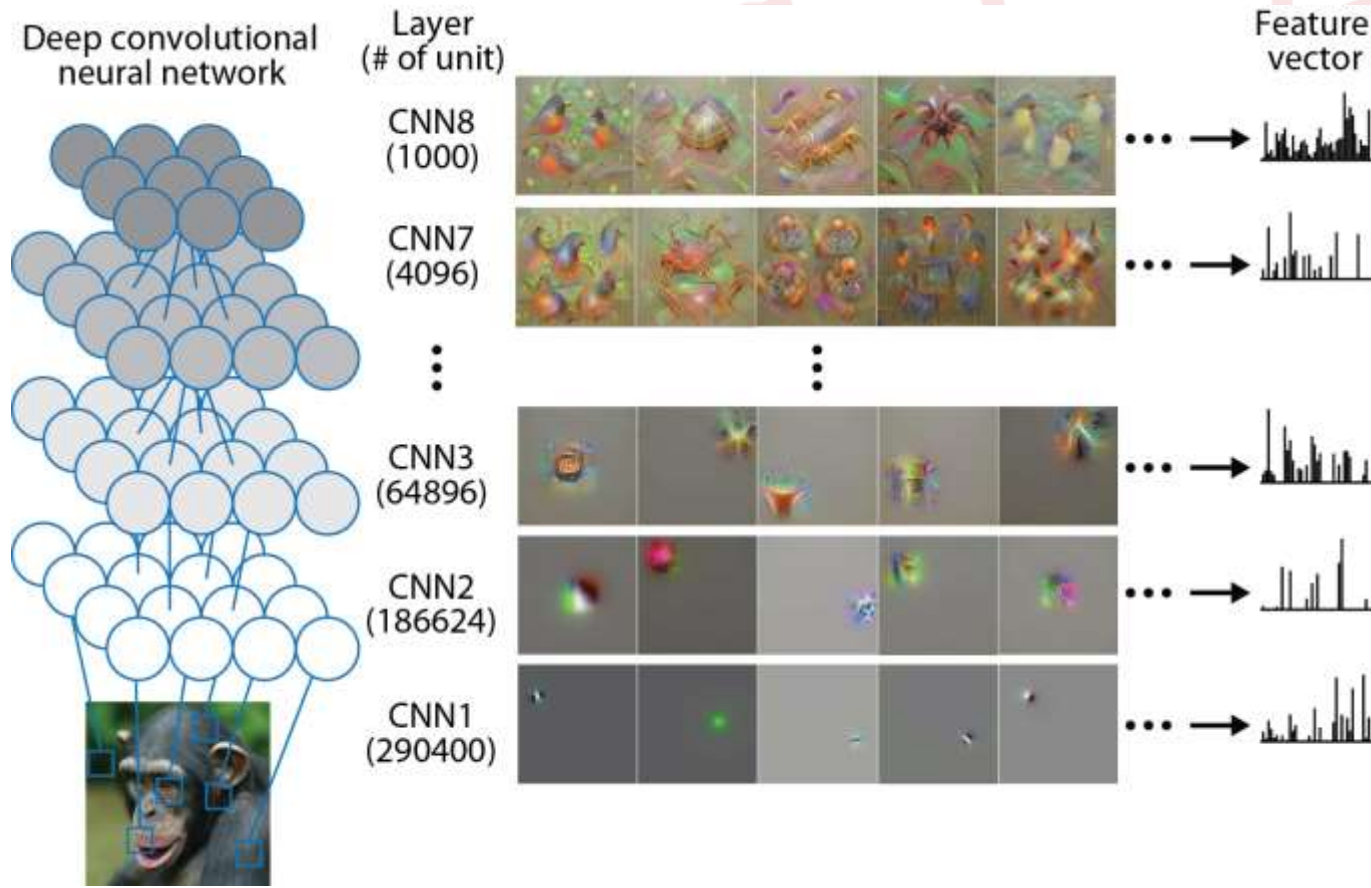 Deep convolutional
neural network
Layer
(# of unit)
Feature
vector
CNN8
(1000)
CNN7
(4096)
CNN3
(64896)
CNN2
(186624)
CNN1
(290400)